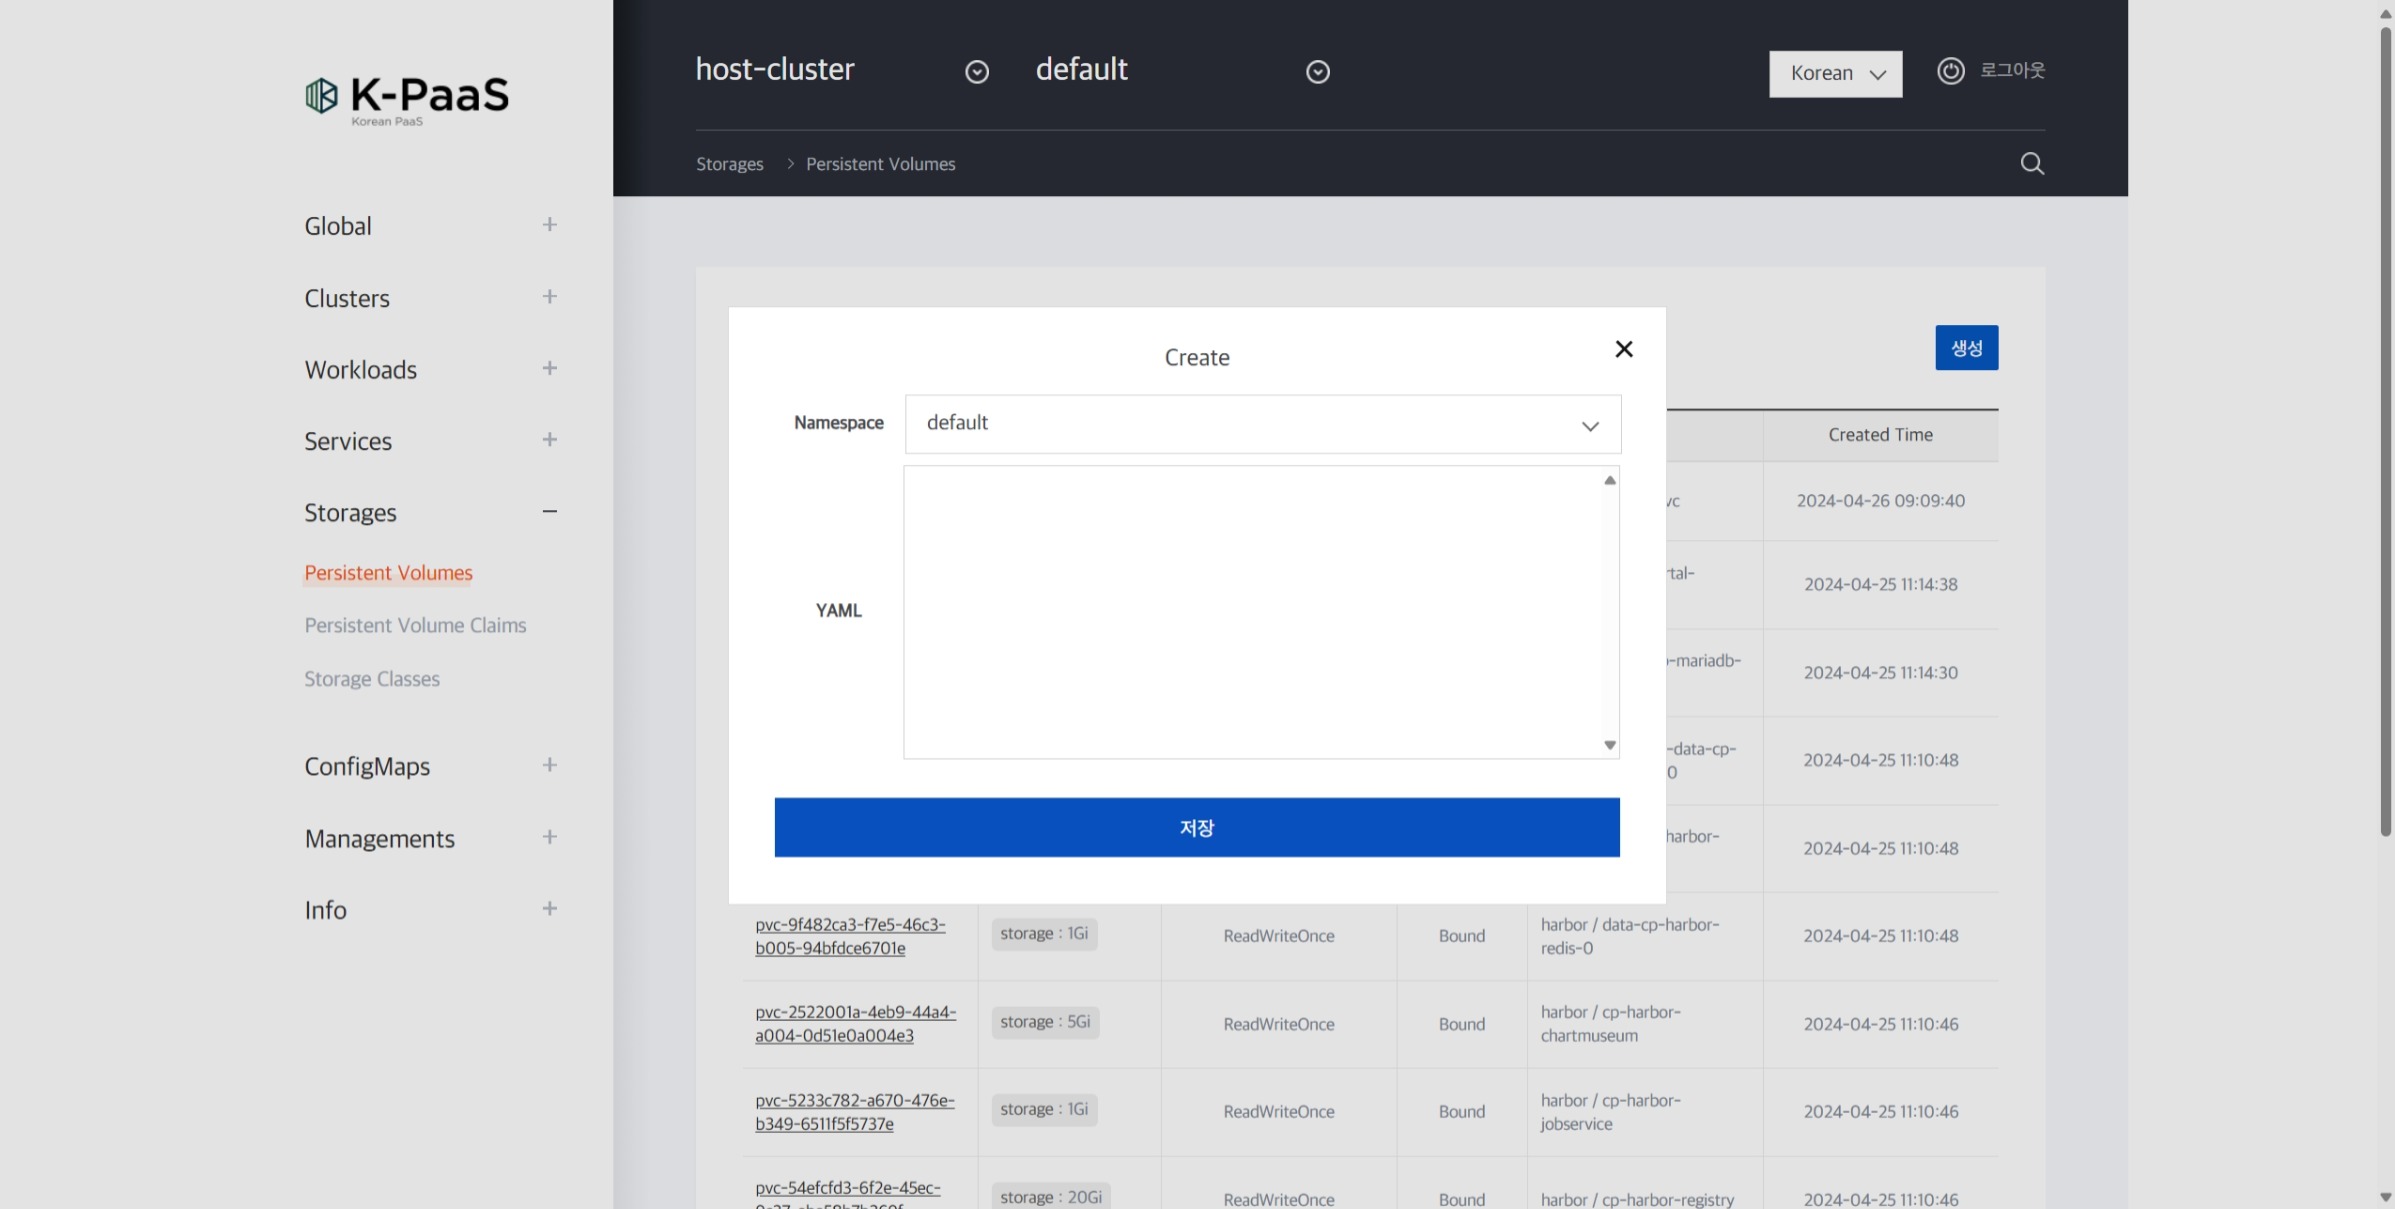 K-PaaS
Korean PaaS
host-cluster
default
Korean
로그아웃
Storages > Persistent Volumes
Global
Clusters
Workloads
Services
Storages
Persistent Volumes
Persistent Volume Claims
Storage Classes
ConfigMaps
Managements
Info
생성
Create
Namespace default
YAML
저장
Created Time
vc 2024-04-26 09:09:40
rtal- 2024-04-25 11:14:38
-mariadb- 2024-04-25 11:14:30
-data-cp-
0
2024-04-25 11:10:48
harbor- 2024-04-25 11:10:48
pvc-9f482ca3-f7e5-46c3-
b005-94bfdce6701e
storage : 1Gi
ReadWriteOnce
Bound
harbor / data-cp-harbor-
redis-0
2024-04-25 11:10:48
pvc-2522001a-4eb9-44a4-
a004-0d51e0a004e3
storage : 5Gi
ReadWriteOnce
Bound
harbor / cp-harbor-
chartmuseum
2024-04-25 11:10:46
pvc-5233c782-a670-476e-
b349-6511f5f5737e
storage : 1Gi
ReadWriteOnce
Bound
harbor / cp-harbor-
jobservice
2024-04-25 11:10:46
pvc-54efcfd3-6f2e-45ec-
storage : 20Gi
ReadWriteOnce
Bound
harbor / cp-harbor-registry
2024-04-25 11:10:46